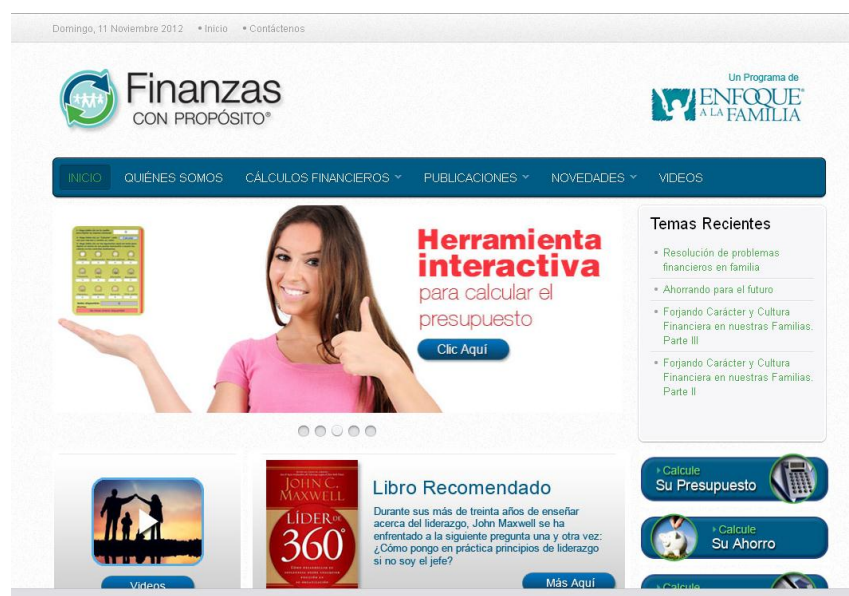 Domingo, 11 Noviembre 2012 • Inicio • Contáctenos
Finanzas
CON PROPÓSITO®
Un Programa de
ENFOQUE®
A LA FAMILIA
INICIO QUIÉNES SOMOS CÁLCULOS FINANCIEROS PUBLICACIONES NOVEDADES VIDEOS
Herramienta
interactiva
para calcular el
presupuesto
Clic Aquí
Temas Recientes
• Resolución de problemas
financieros en familia
• Ahorrando para el futuro
• Forjando Carácter y Cultura
Financiera en nuestras Familias.
Parte III
• Forjando Carácter y Cultura
Financiera en nuestras Familias.
Parte II
Videos
JOHN C.
MAXWELL
LÍDER DE
360°
Libro Recomendado
Durante sus más de treinta años de enseñar
acerca del liderazgo, John Maxwell se ha
enfrentado a la siguiente pregunta una y otra vez:
¿Cómo pongo en práctica principios de liderazgo
si no soy el jefe?
Más Aquí
Calcule
Su Presupuesto
Calcule
Su Ahorro
Calcule